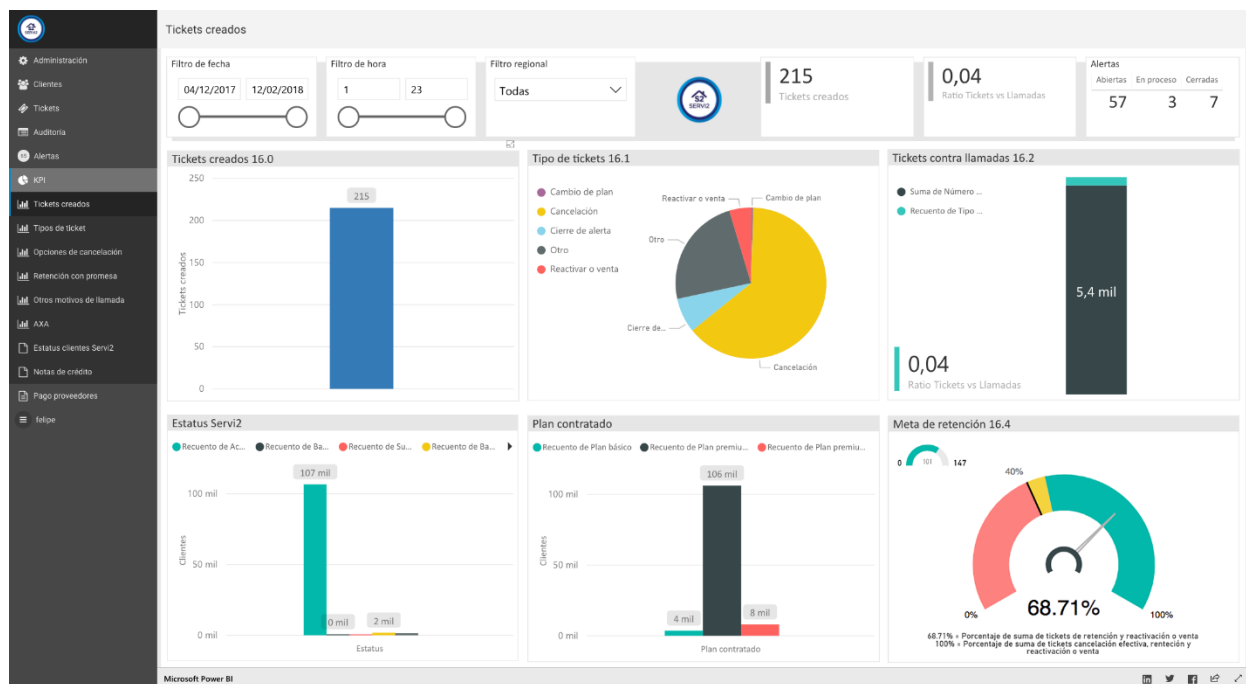 S2
SERVI2
Tickets creados
Administración
Clientes
Tickets
Auditoría
Alertas
KPI
Tickets creados
Tipos de ticket
Opciones de cancelación
Retención con promesa
Otros motivos de llamada
AXA
Estatus clientes Servi2
Notas de crédito
Pago proveedores
felipe
Filtro de fecha
04/12/2017 12/02/2018
Filtro de hora
1 23
Filtro regional
Todas
S2
SERVI2
215
Tickets creados
0,04
Ratio Tickets vs Llamadas
Alertas
Abiertas En proceso Cerradas
57 3 7
Tickets creados 16.0
250
200
150
100
50
0
Tickets creados
215
Tipo de tickets 16.1
Cambio de plan
Cancelación
Cierre de alerta
Otro
Reactivar o venta
Reactivar o venta
Cambio de plan
Otro
Cierre de...
Cancelación
Tickets contra llamadas 16.2
Suma de Número ...
Recuento de Tipo ...
5,4 mil
0,04
Ratio Tickets vs Llamadas
Estatus Servi2
Recuento de Ac... Recuento de Ba... Recuento de Su... Recuento de Ba...
107 mil
100 mil
50 mil
0 mil
Clientes
0 mil
2 mil
Estatus
Plan contratado
Recuento de Plan básico Recuento de Plan premiu... Recuento de Plan premiu...
106 mil
100 mil
50 mil
0 mil
Clientes
4 mil
8 mil
Plan contratado
Meta de retención 16.4
0 101 147
40%
0%
68.71%
100%
68.71% = Porcentaje de suma de tickets de retención y reactivación o venta
100% = Porcentaje de suma de tickets cancelación efectiva, renteción y
reactivación o venta
Microsoft Power BI